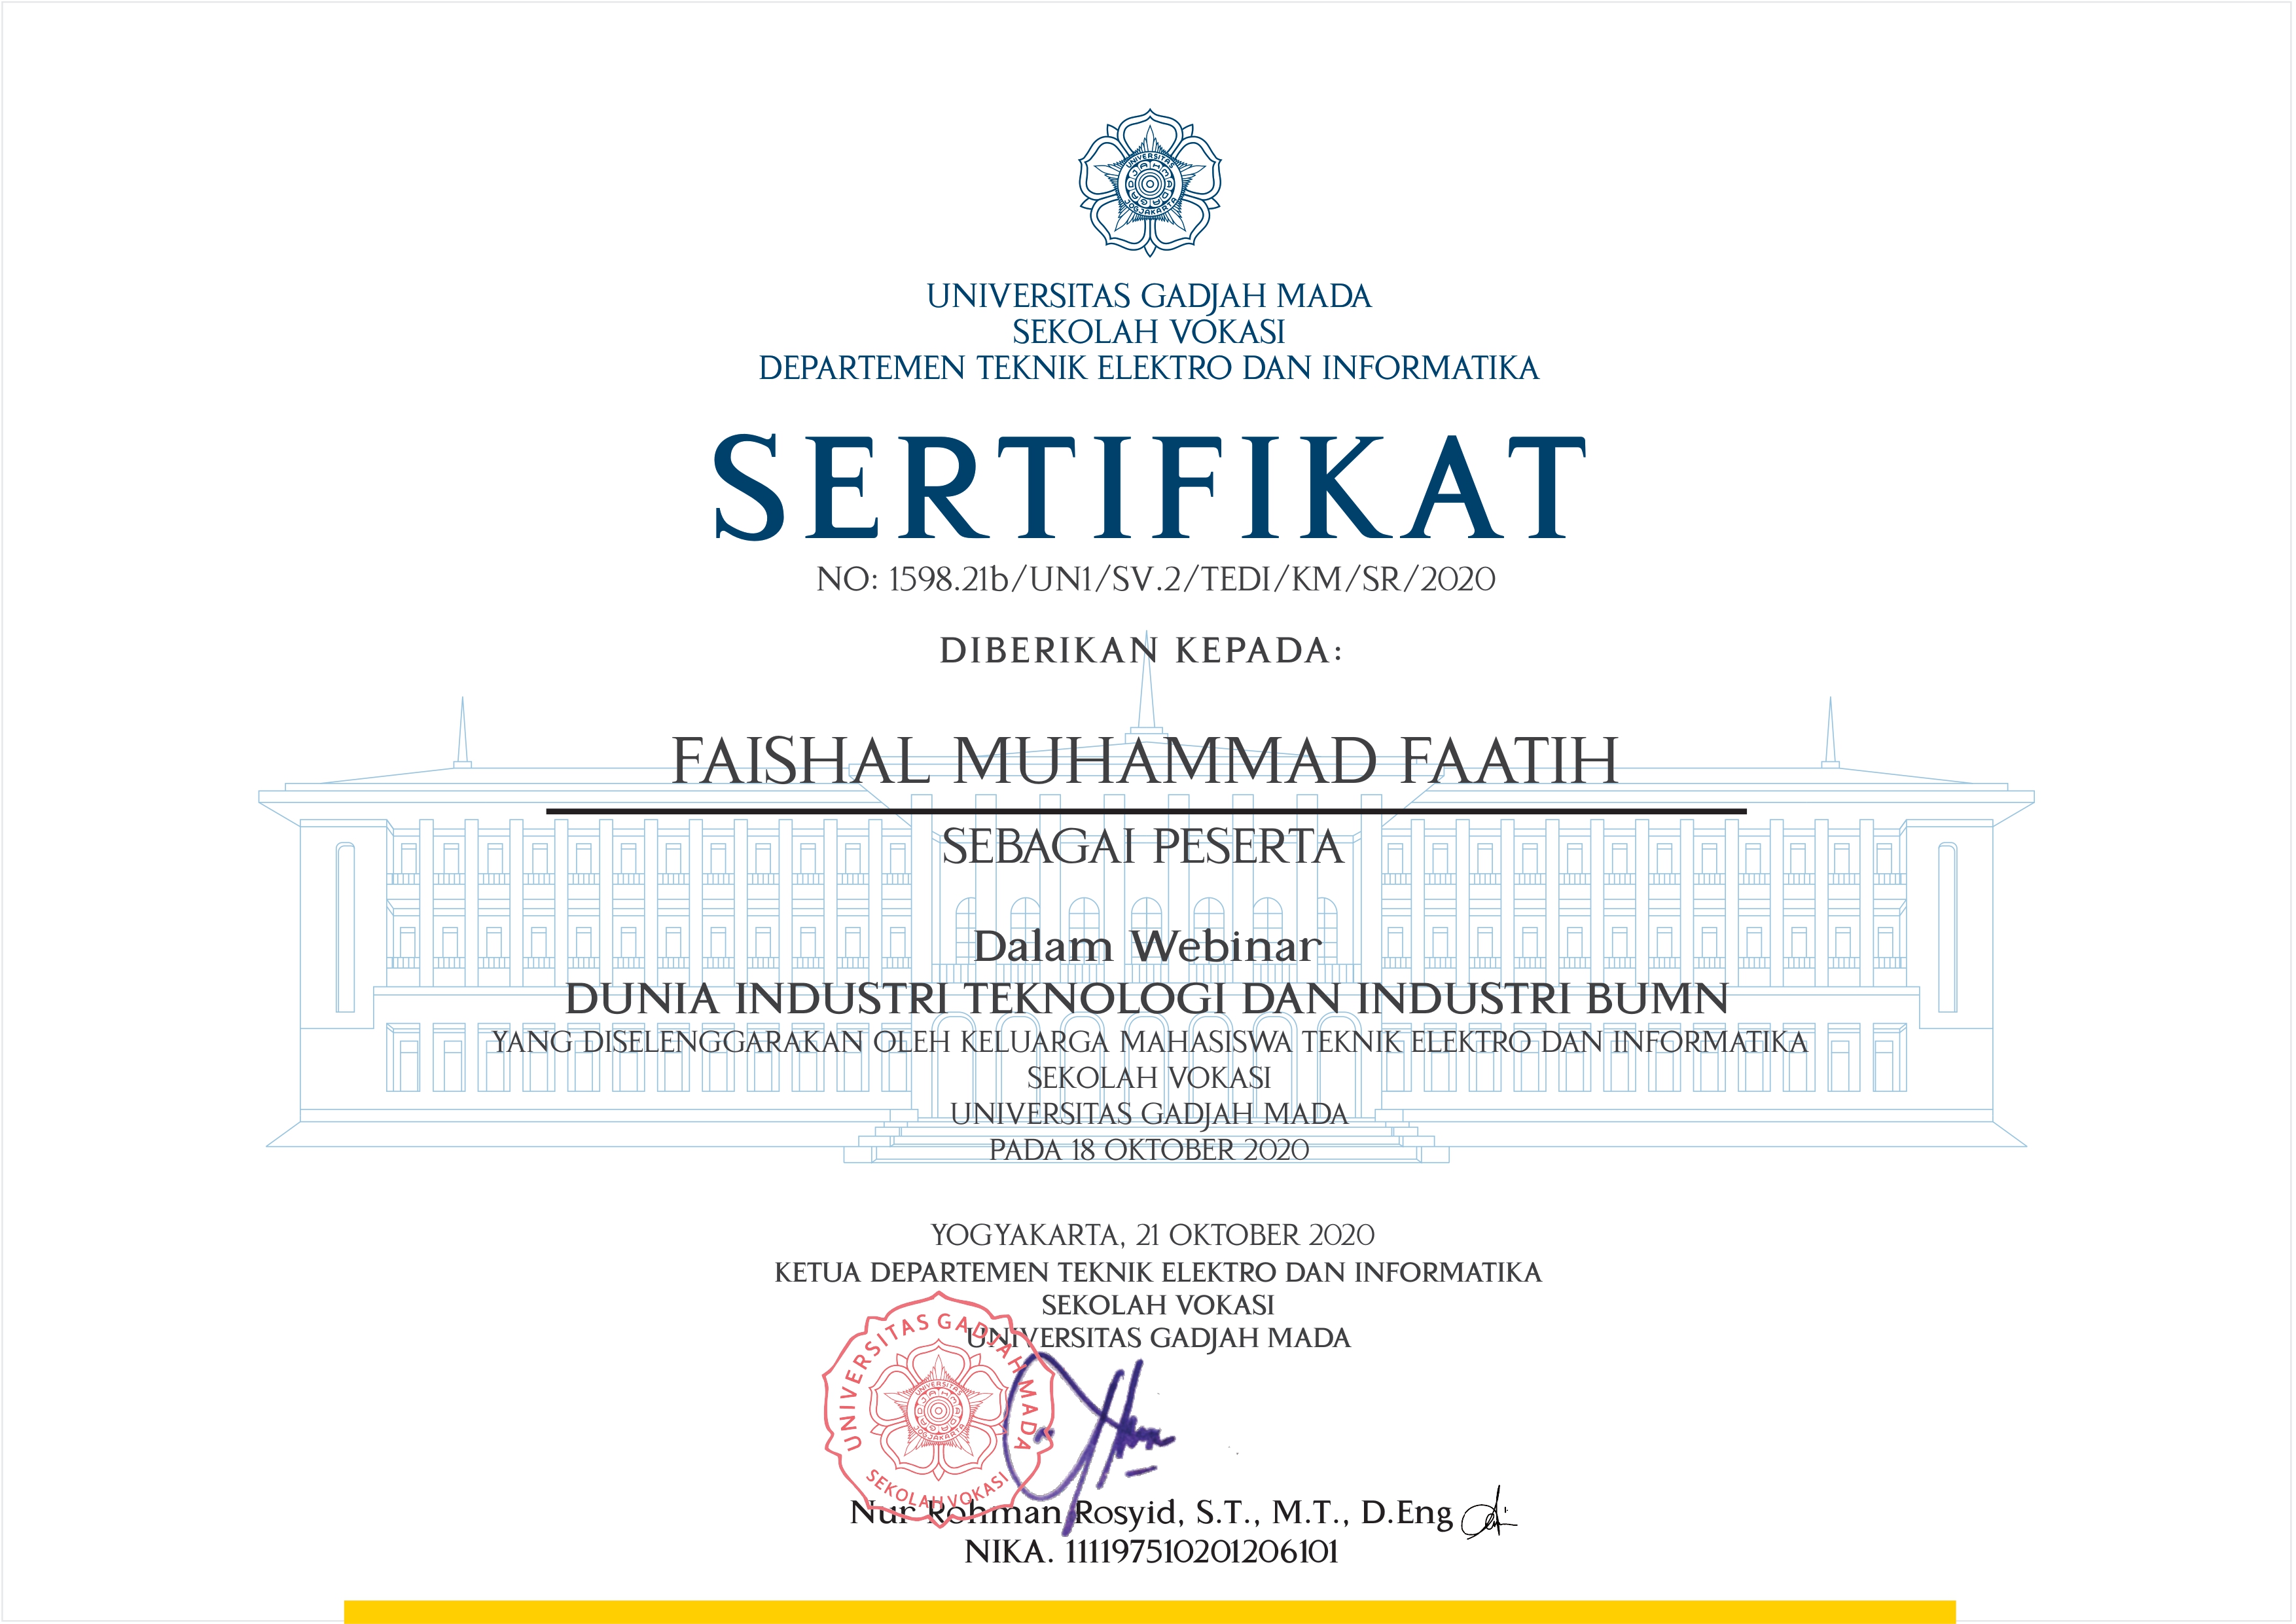 UNIVERSITAS GADJAH MADA
SEKOLAH VOKASI
DEPARTEMEN TEKNIK ELEKTRO DAN INFORMATIKA
SERTIFIKAT
NO: 1598.21b/UN1/SV.2/TEDI/KM/SR/2020
DIBERIKAN KEPADA:
FAISHAL MUHAMMAD FAATIH
SEBAGAI PESERTA
Dalam Webinar
DUNIA INDUSTRI TEKNOLOGI DAN INDUSTRI BUMN
YANG DISELENGGARAKAN OLEH KELUARGA MAHASISWA TEKNIK ELEKTRO DAN INFORMATIKA
SEKOLAH VOKASI
UNIVERSITAS GADJAH MADA
PADA 18 OKTOBER 2020
YOGYAKARTA, 21 OKTOBER 2020
KETUA DEPARTEMEN TEKNIK ELEKTRO DAN INFORMATIKA
SEKOLAH VOKASI
UNIVERSITAS GADJAH MADA
UNIVERSITAS GADJAH MADA
SEKOLAH VOKASI
Nur Rohman Rosyid, S.T., M.T., D.Eng
NIKA. 111197510201206101